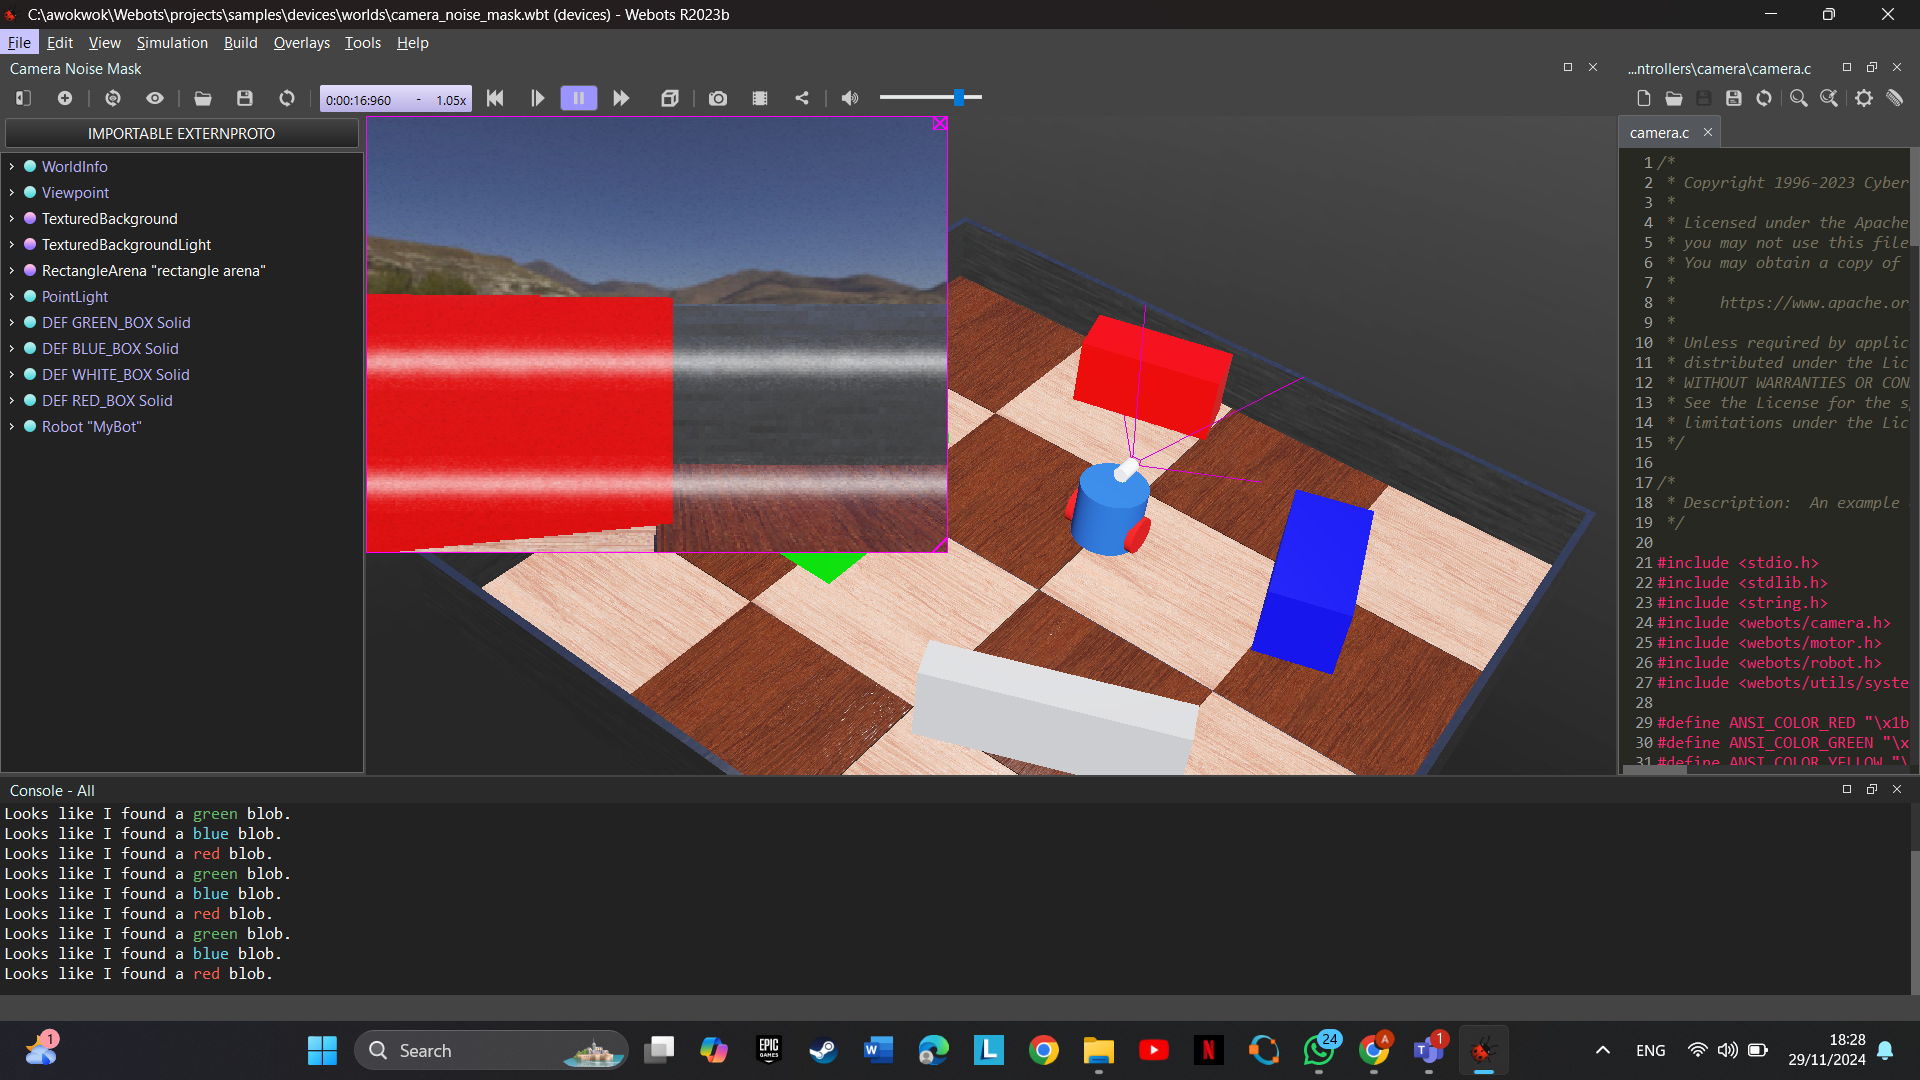 C:\awokwok\Webots\projects\samples\devices\worlds\camera_noise_mask.wbt (devices) - Webots R2023b
File Edit View Simulation Build Overlays Tools Help
Camera Noise Mask
...ntrollers\camera\camera.c
0:00:16:960 - 1.05x
IMPORTABLE EXTERNPROTO
WorldInfo
Viewpoint
TexturedBackground
TexturedBackgroundLight
RectangleArena "rectangle arena"
PointLight
DEF GREEN_BOX Solid
DEF BLUE_BOX Solid
DEF WHITE_BOX Solid
DEF RED_BOX Solid
Robot "MyBot"
camera.c
1 /*
2 * Copyright 1996-2023 Cyber
3 *
4 * Licensed under the Apache
5 * you may not use this file
6 * You may obtain a copy of
7 *
8 * https://www.apache.or
9 *
10 * Unless required by applic
11 * distributed under the Lic
12 * WITHOUT WARRANTIES OR CON
13 * See the License for the s
14 * limitations under the Lic
15 */
16
17 /*
18 * Description: An example
19 */
20
21 #include <stdio.h>
22 #include <stdlib.h>
23 #include <string.h>
24 #include <webots/camera.h>
25 #include <webots/motor.h>
26 #include <webots/robot.h>
27 #include <webots/utils/syste
28
29 #define ANSI_COLOR_RED "\x1b
30 #define ANSI_COLOR_GREEN "\x
31 #define ANSI_COLOR_YELLOW "\
Console - All
Looks like I found a green blob.
Looks like I found a blue blob.
Looks like I found a red blob.
Looks like I found a green blob.
Looks like I found a blue blob.
Looks like I found a red blob.
Looks like I found a green blob.
Looks like I found a blue blob.
Looks like I found a red blob.
1
Search
EPIC GAMES
W
L
N
24
A
T
1
ENG
18:28
29/11/2024